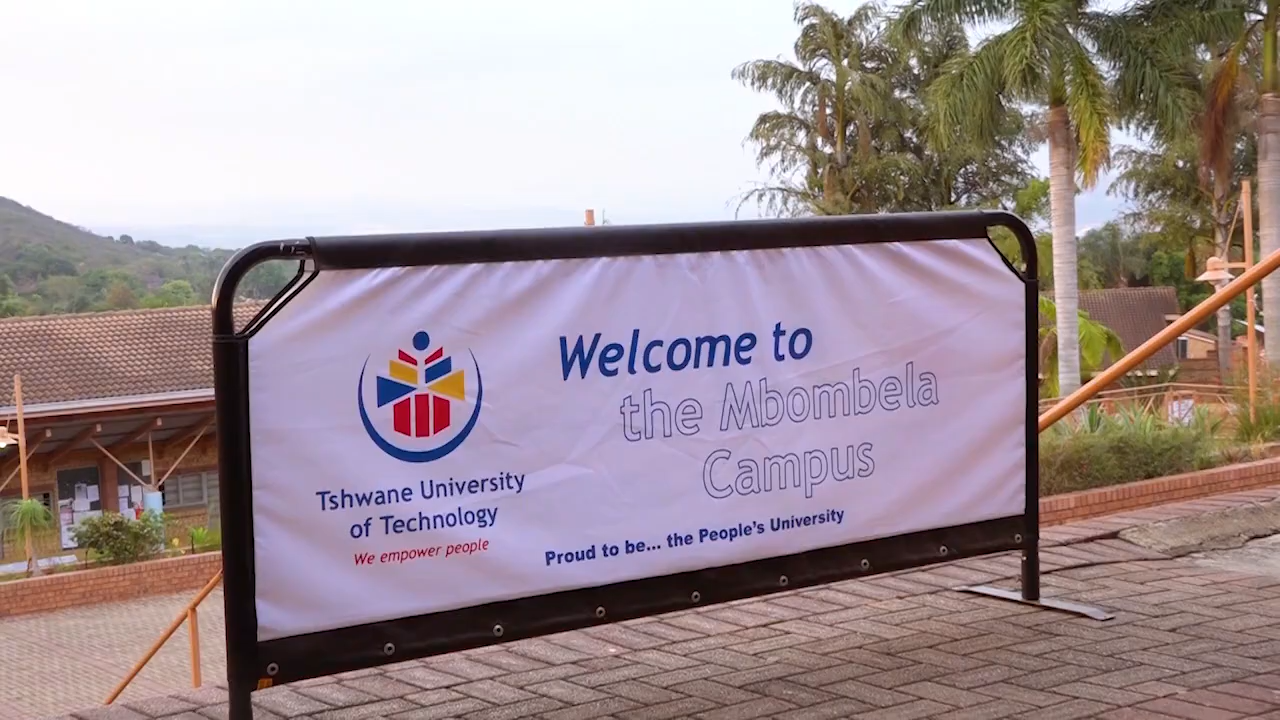 Tshwane University
of Technology
We empower people
Welcome to
the Mbombela
Campus
Proud to be... the People's University